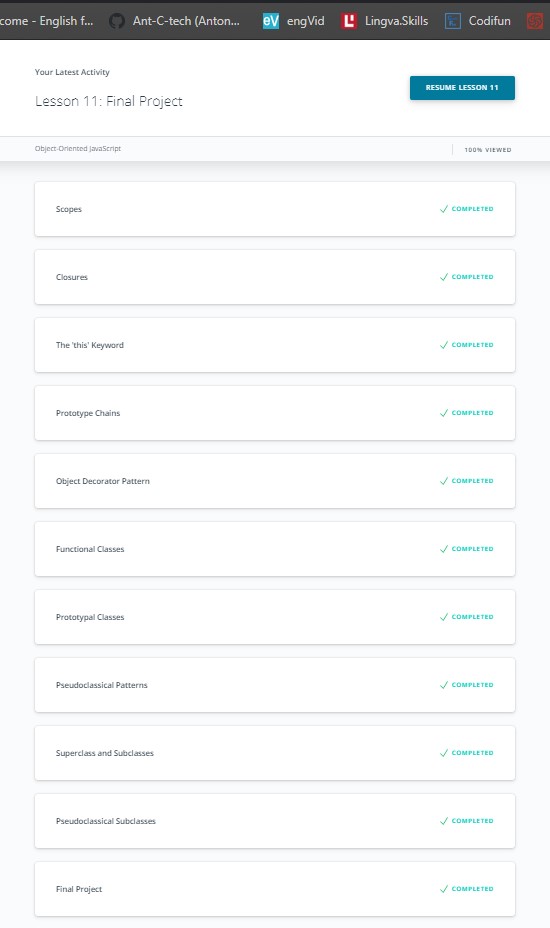 come - English f... Ant-C-tech (Anton... eV engVid Lingva.Skills Codifun
Your Latest Activity
Lesson 11: Final Project
RESUME LESSON 11
Object-Oriented JavaScript
100% VIEWED
Scopes COMPLETED
Closures COMPLETED
The 'this' Keyword COMPLETED
Prototype Chains COMPLETED
Object Decorator Pattern COMPLETED
Functional Classes COMPLETED
Prototypal Classes COMPLETED
Pseudoclassical Patterns COMPLETED
Superclass and Subclasses COMPLETED
Pseudoclassical Subclasses COMPLETED
Final Project COMPLETED